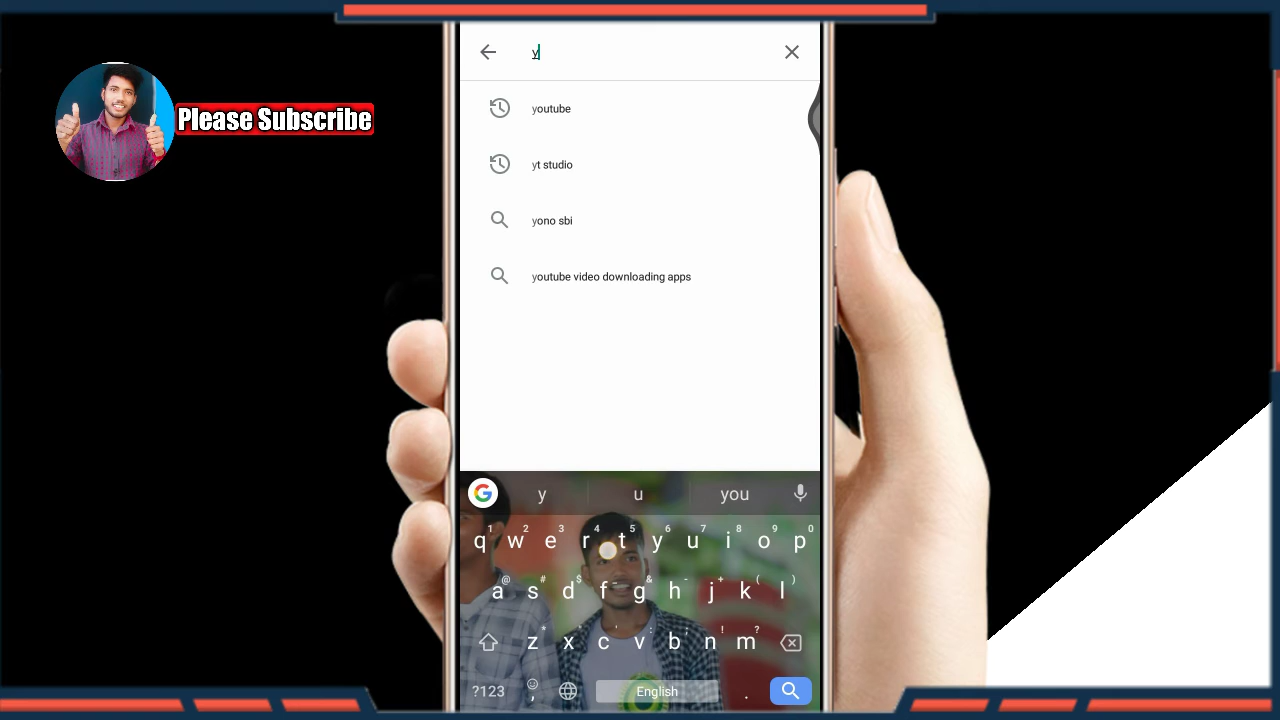 y
Please Subscribe
youtube
yt studio
yono sbi
youtube video downloading apps
G y u you
1 2 3 4 5 6 7 8 9 0
q w e r t y u i o p
@ # $ _ & - + ( )
a s d f g h j k l
* " ' : ; ! ?
z x c v b n m
?123 , English .